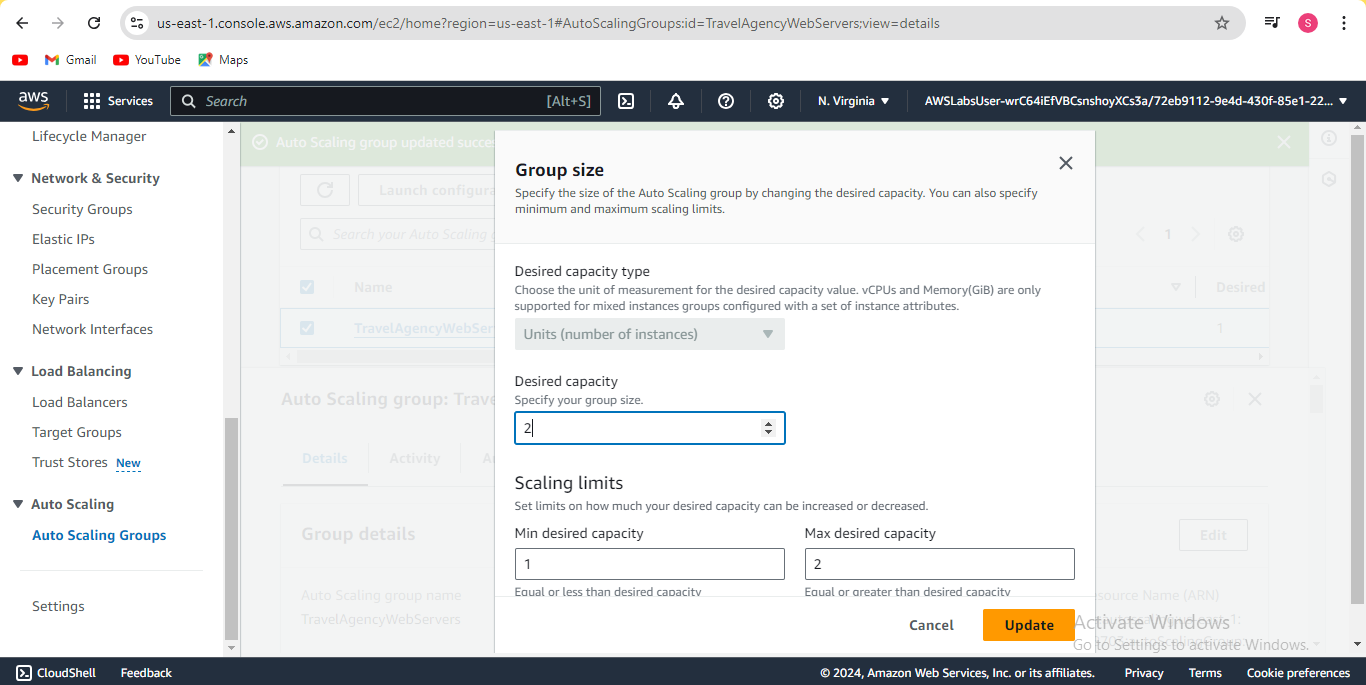 us-east-1.console.aws.amazon.com/ec2/home?region=us-east-1#AutoScalingGroups:id=TravelAgencyWebServers;view=details
S
Gmail
YouTube
Maps
aws
Services
Search
[Alt+S]
N. Virginia
AWSLabsUser-wrC64iEfVBCsnshoyXCs3a/72eb9112-9e4d-430f-85e1-22...
Lifecycle Manager
Network & Security
Security Groups
Elastic IPs
Placement Groups
Key Pairs
Network Interfaces
Load Balancing
Load Balancers
Target Groups
Trust Stores New
Auto Scaling
Auto Scaling Groups
Settings
Auto Scaling group updated succe
Launch configura
Search your Auto Scaling
1
Name
Desired
TravelAgencyWebSer
1
Auto Scaling group: Trave
Details
Activity
Group details
Edit
Auto Scaling group name
TravelAgencyWebServers
Group size
Specify the size of the Auto Scaling group by changing the desired capacity. You can also specify
minimum and maximum scaling limits.
Desired capacity type
Choose the unit of measurement for the desired capacity value. vCPUs and Memory(GiB) are only
supported for mixed instances groups configured with a set of instance attributes.
Units (number of instances)
Desired capacity
Specify your group size.
2
Scaling limits
Set limits on how much your desired capacity can be increased or decreased.
Min desired capacity
Max desired capacity
1
2
Equal or less than desired capacity
Equal or greater than desired capacity
Cancel
Update
Activate Windows
Go to Settings to activate Windows.
CloudShell
Feedback
© 2024, Amazon Web Services, Inc. or its affiliates.
Privacy
Terms
Cookie preferences